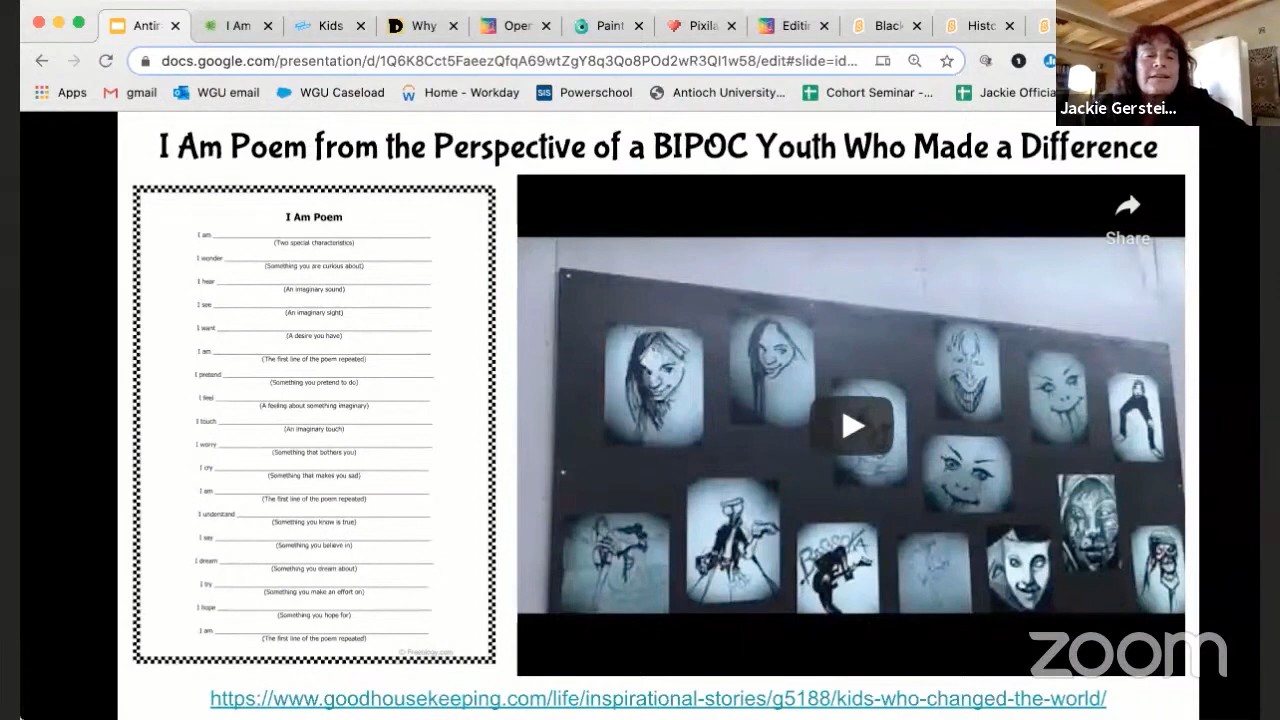 Antir
I Am
Kids
Why
Oper
Paint
Pixila
Editin
Black
Histo
docs.google.com/presentation/d/1Q6K8Cct5FaeezQfqA69wtZgY8q3Qo8POd2wR3QI1w58/edit#slide=id...
Apps
gmail
WGU email
WGU Caseload
Home - Workday
SIS
Powerschool
Antioch University...
Cohort Seminar -...
Jackie Officia
Jackie Gerstei...
I Am Poem from the Perspective of a BIPOC Youth Who Made a Difference
I Am Poem
I am
(Two special characteristics)
I wonder
(Something you are curious about)
I hear
(An imaginary sound)
I see
(An imaginary sight)
I want
(A desire you have)
I am
(The first line of the poem repeated)
I pretend
(Something you pretend to do)
I feel
(A feeling about something imaginary)
I touch
(An imaginary touch)
I worry
(Something that bothers you)
I cry
(Something that makes you sad)
I am
(The first line of the poem repeated)
I understand
(Something you know is true)
I say
(Something you believe in)
I dream
(Something you dream about)
I try
(Something you make an effort on)
I hope
(Something you hope for)
I am
(The first line of the poem repeated)
© Freeology.com
Share
zoom
https://www.goodhousekeeping.com/life/inspirational-stories/g5188/kids-who-changed-the-world/